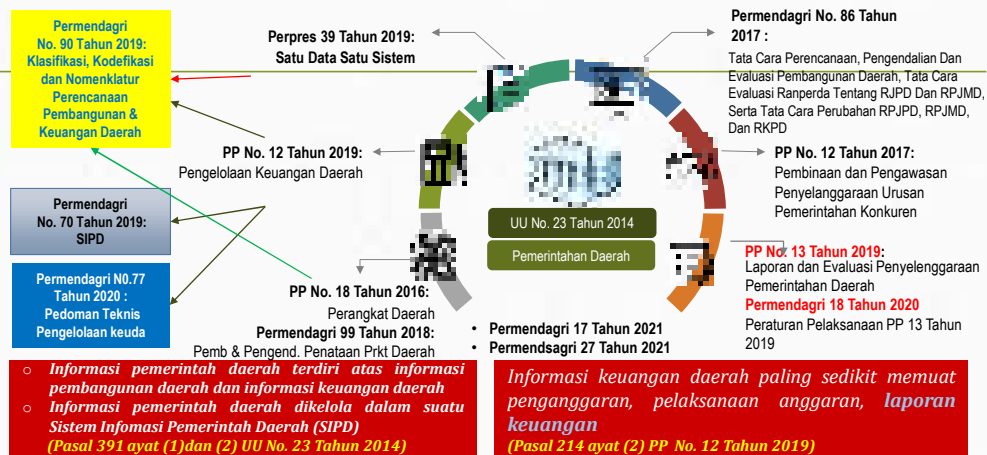 Permendagri
No. 90 Tahun 2019:
Klasifikasi, Kodefikasi
dan Nomenklatur
Perencanaan
Pembangunan &
Keuangan Daerah
Permendagri
No. 70 Tahun 2019:
SIPD
Permendagri N0.77
Tahun 2020 :
Pedoman Teknis
Pengelolaan keuda
Perpres 39 Tahun 2019:
Satu Data Satu Sistem
PP No. 12 Tahun 2019:
Pengelolaan Keuangan Daerah
PP No. 18 Tahun 2016:
Perangkat Daerah
Permendagri 99 Tahun 2018:
Pemb & Pengend. Penataan Prkt Daerah
UU No. 23 Tahun 2014
Pemerintahan Daerah
• Permendagri 17 Tahun 2021
• Permendsagri 27 Tahun 2021
Permendagri No. 86 Tahun
2017 :
Tata Cara Perencanaan, Pengendalian Dan
Evaluasi Pembangunan Daerah, Tata Cara
Evaluasi Ranperda Tentang RJPD Dan RPJMD,
Serta Tata Cara Perubahan RPJPD, RPJMD,
Dan RKPD
PP No. 12 Tahun 2017:
Pembinaan dan Pengawasan
Penyelanggaraan Urusan
Pemerintahan Konkuren
PP No. 13 Tahun 2019:
Laporan dan Evaluasi Penyelenggaraan
Pemerintahan Daerah
Permendagri 18 Tahun 2020
Peraturan Pelaksanaan PP 13 Tahun
2019
o Informasi pemerintah daerah terdiri atas informasi
pembangunan daerah dan informasi keuangan daerah
o Informasi pemerintah daerah dikelola dalam suatu
Sistem Infomasi Pemerintah Daerah (SIPD)
(Pasal 391 ayat (1)dan (2) UU No. 23 Tahun 2014)
Informasi keuangan daerah paling sedikit memuat
penganggaran, pelaksanaan anggaran, laporan
keuangan
(Pasal 214 ayat (2) PP No. 12 Tahun 2019)